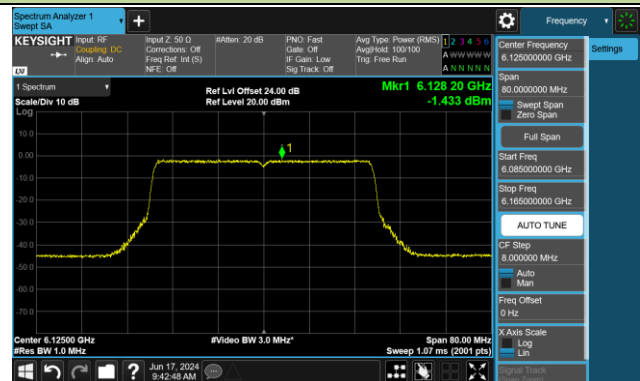 Spectrum Analyzer 1
Swept SA
Frequency
KEYSIGHT
Input: RF
Coupling: DC
Align: Auto
Input Z: 50 Ω
Corrections: Off
Freq Ref: Int (S)
NFE: Off
#Atten: 20 dB
PNO: Fast
Gate: Off
IF Gain: Low
Sig Track: Off
Avg Type: Power (RMS)
Avg|Hold: 100/100
Trig: Free Run
1 2 3 4 5 6
A W W W W W
A N N N N N
LXI
1 Spectrum
Scale/Div 10 dB
Log
Ref Lvl Offset 24.00 dB
Ref Level 20.00 dBm
Mkr1 6.128 20 GHz
-1.433 dBm
10.0
0.00
-10.0
-20.0
-30.0
-40.0
-50.0
-60.0
-70.0
1
Center 6.12500 GHz
#Res BW 1.0 MHz
#Video BW 3.0 MHz*
Span 80.00 MHz
Sweep 1.07 ms (2001 pts)
Jun 17, 2024
9:42:48 AM
Center Frequency
6.125000000 GHz
Settings
Span
80.0000000 MHz
Swept Span
Zero Span
Full Span
Start Freq
6.085000000 GHz
Stop Freq
6.165000000 GHz
AUTO TUNE
CF Step
8.000000 MHz
Auto
Man
Freq Offset
0 Hz
X Axis Scale
Log
Lin
Signal Track